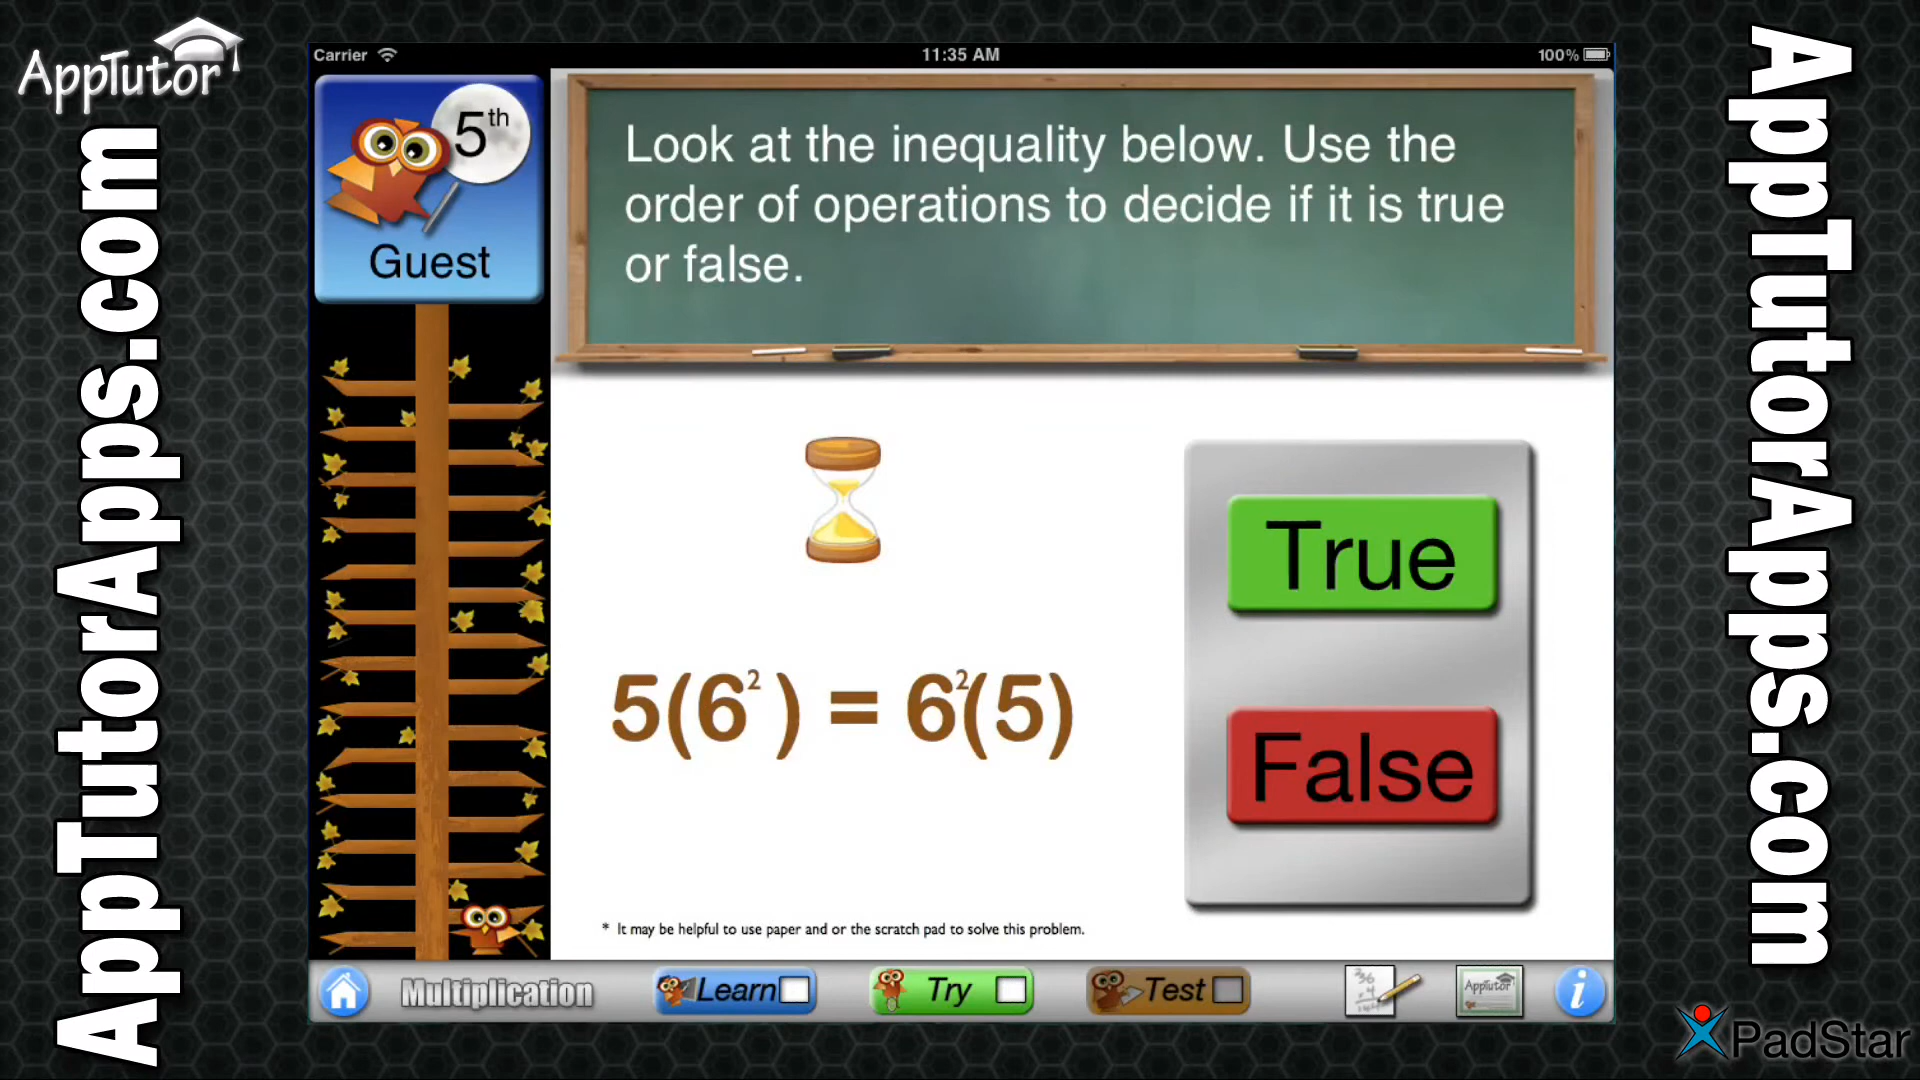 AppTutor
AppTutorApps.com
Carrier
11:35 AM
100%
5th
Guest
Look at the inequality below. Use the
order of operations to decide if it is true
or false.
5(6²) = 6²(5)
True
False
* It may be helpful to use paper and or the scratch pad to solve this problem.
Multiplication
Learn
Try
Test
AppTutor
i
AppTutorApps.com
PadStar